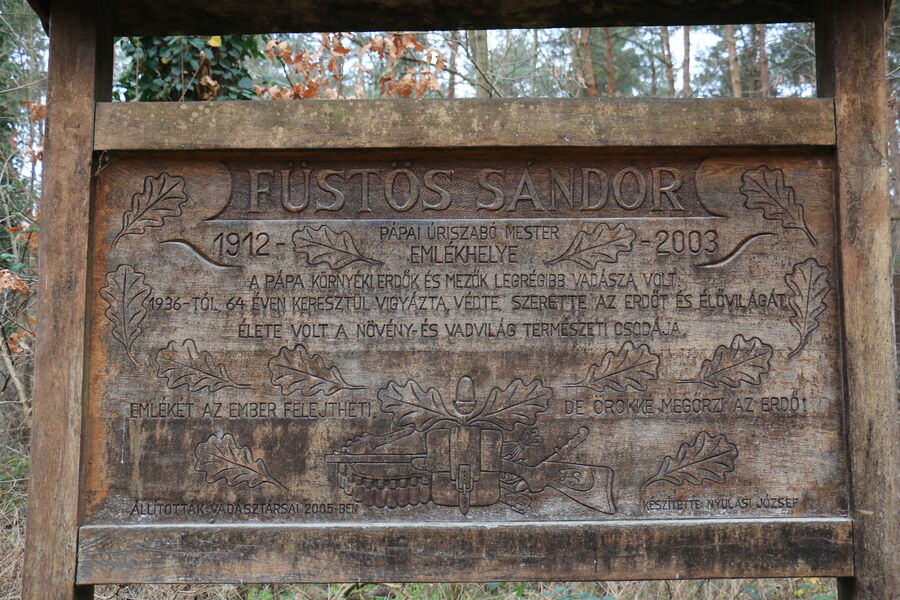 FÜSTÖS SÁNDOR
1912- -2003
PÁPAI ÚRISZABÓ MESTER
EMLÉKHELYE
A PÁPA KÖRNYÉKI ERDŐK ÉS MEZŐK LEGRÉGIBB VADÁSZA VOLT.
1936-TÓL, 64 ÉVEN KERESZTÜL VIGYÁZTA, VÉDTE, SZERETTE AZ ERDŐT ÉS ÉLŐVILÁGÁT.
ÉLETE VOLT A NÖVÉNY- ÉS VADVILÁG TERMÉSZETI CSODÁJA.
EMLÉKÉT AZ EMBER FELEJTHETI, DE ÖRÖKKÉ MEGŐRZI AZ ERDŐ!
ÁLLÍTOTTÁK VADÁSZTÁRSAI 2005-BEN
KÉSZÍTETTE: NYULASI JÓZSEF